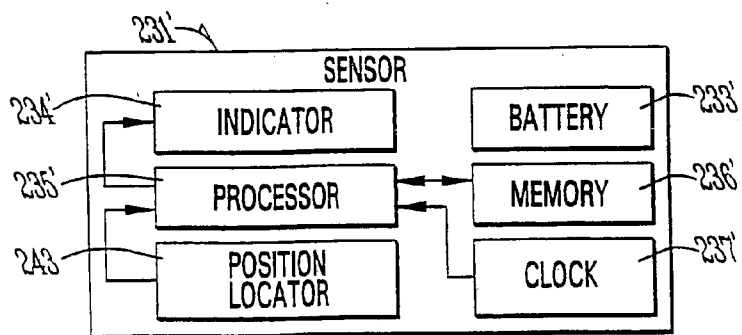 231'
SENSOR
234'
INDICATOR
BATTERY
233'
235'
PROCESSOR
MEMORY
236'
243
POSITION
LOCATOR
CLOCK
237'